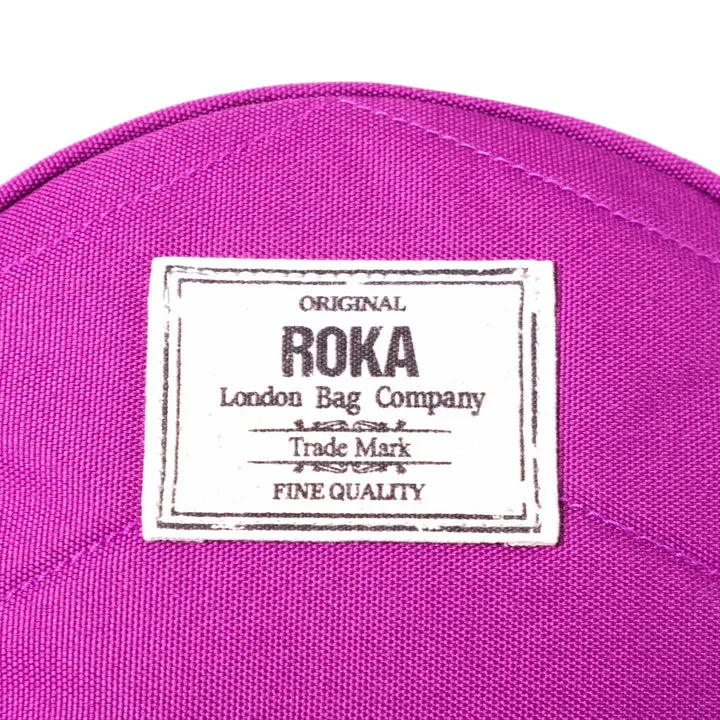 ORIGINAL
ROKA
London Bag Company
Trade Mark
FINE QUALITY